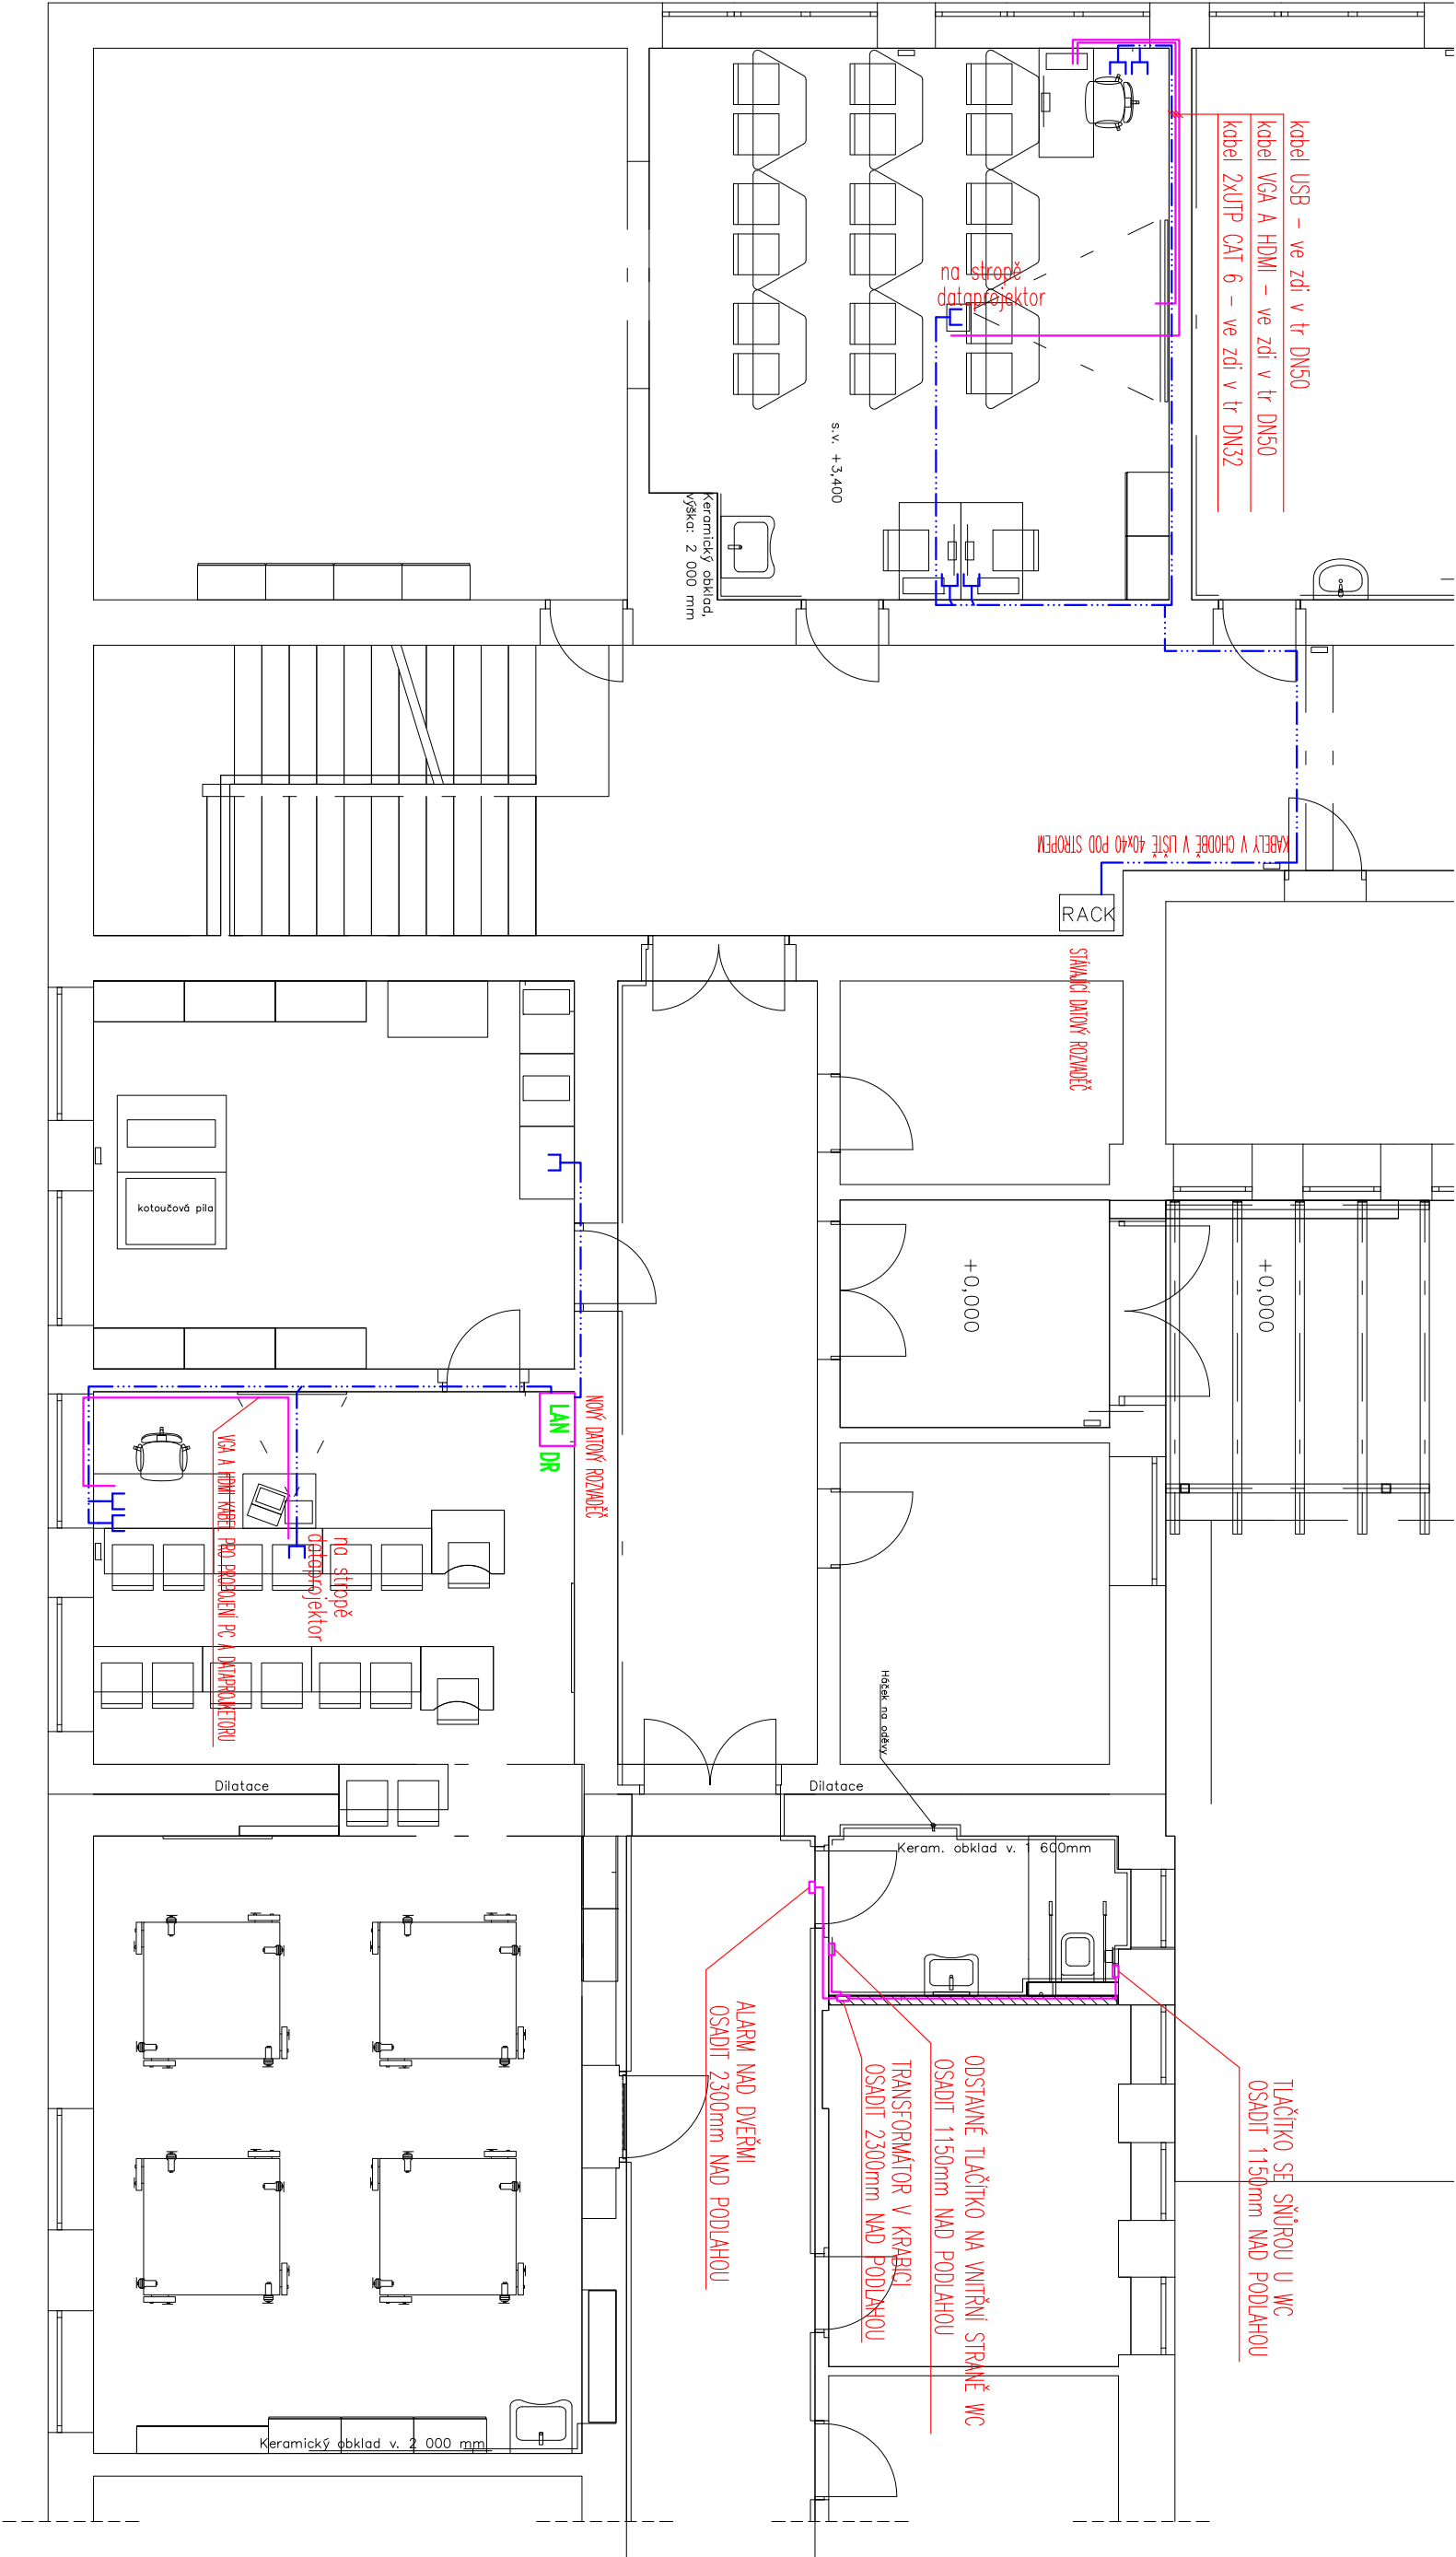 kabel USB - ve zdi v tr DN50
kabel VGA A HDMI - ve zdi v tr DN50
kabel 2xUTP CAT 6 - ve zdi v tr DN32
na stropě
dataprojektor
s.v. +3,400
Keramický obklad,
výška: 2 000 mm
KABELY V CHODBĚ V LIŠTĚ 40x40 POD STROPEM
RACK
STÁVAJÍCÍ DATOVÝ ROZVADĚČ
kotoučová pila
+0,000
+0,000
LAN
DR
NOVÝ DATOVÝ ROZVADĚČ
VGA A HDMI KABEL PRO PROPOJENÍ PC A DATAPROJKETORU
na stropě
dataprojektor
Háček na oděvy
Dilatace
Dilatace
Keram. obklad v. 1 600mm
ALARM NAD DVEŘMI
OSADIT 2300mm NAD PODLAHOU
ODSTAVNÉ TLAČÍTKO NA VNITŘNÍ STRANĚ WC
OSADIT 1150mm NAD PODLAHOU
TRANSFORMÁTOR V KRABICI
OSADIT 2300mm NAD PODLAHOU
TLAČÍTKO SE SNŮROU U WC
OSADIT 1150mm NAD PODLAHOU
Keramický obklad v. 2 000 mm